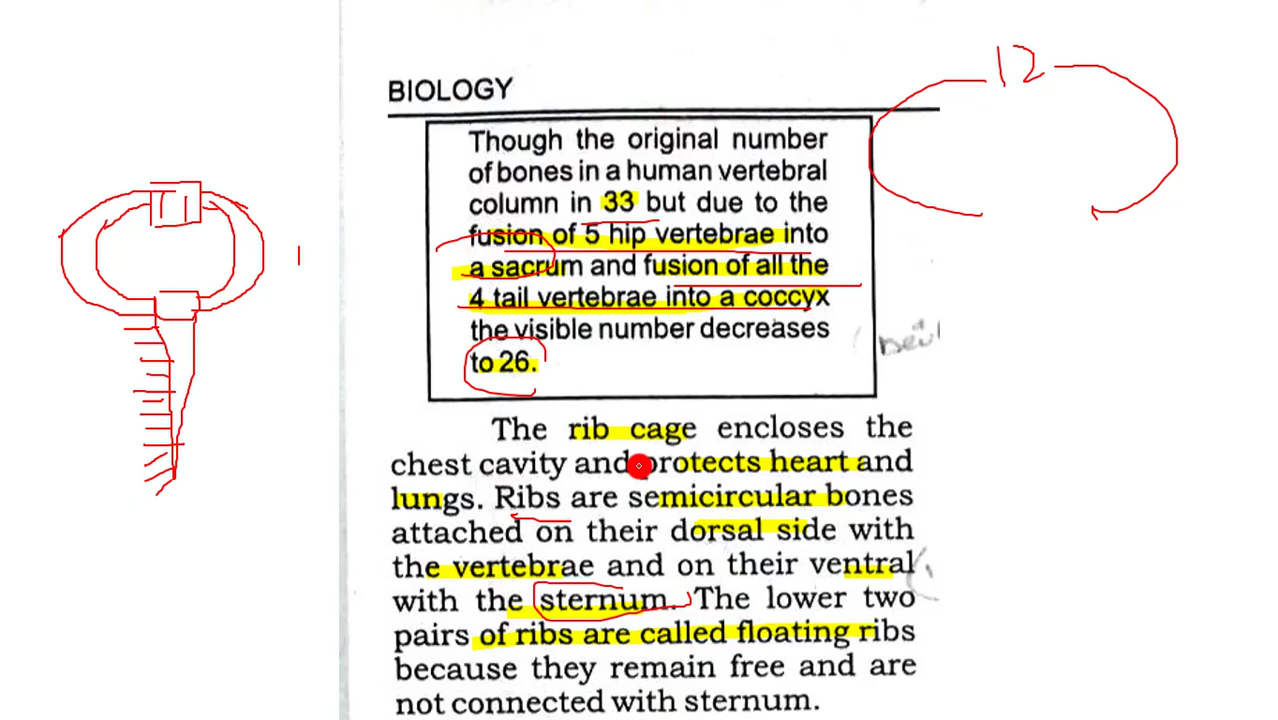 12
BIOLOGY
Though the original number
of bones in a human vertebral
column in 33 but due to the
fusion of 5 hip vertebrae into
a sacrum and fusion of all the
4 tail vertebrae into a coccyx
the visible number decreases
to 26.
The rib cage encloses the
chest cavity and protects heart and
lungs. Ribs are semicircular bones
attached on their dorsal side with
the vertebrae and on their ventral
with the sternum. The lower two
pairs of ribs are called floating ribs
because they remain free and are
not connected with sternum.